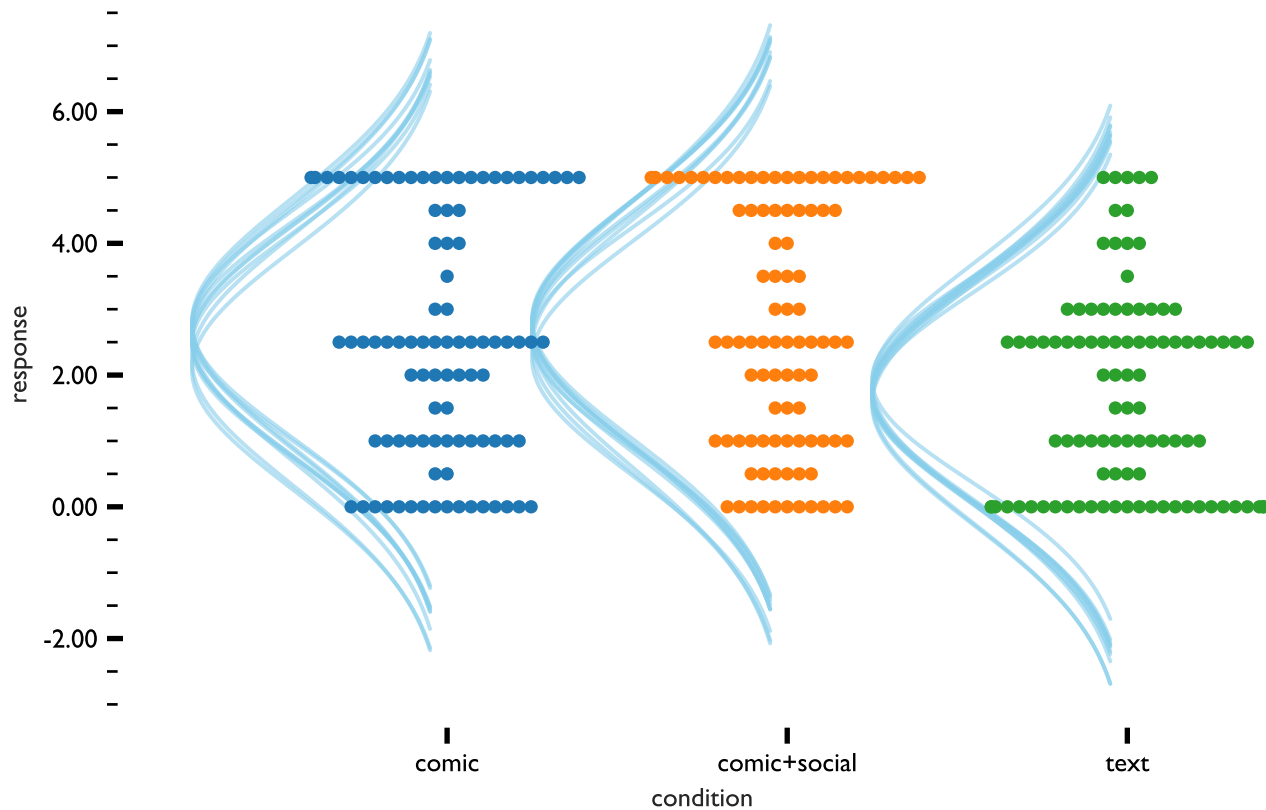 6.00
4.00
2.00
0.00
-2.00
response
comic
comic+social
text
condition